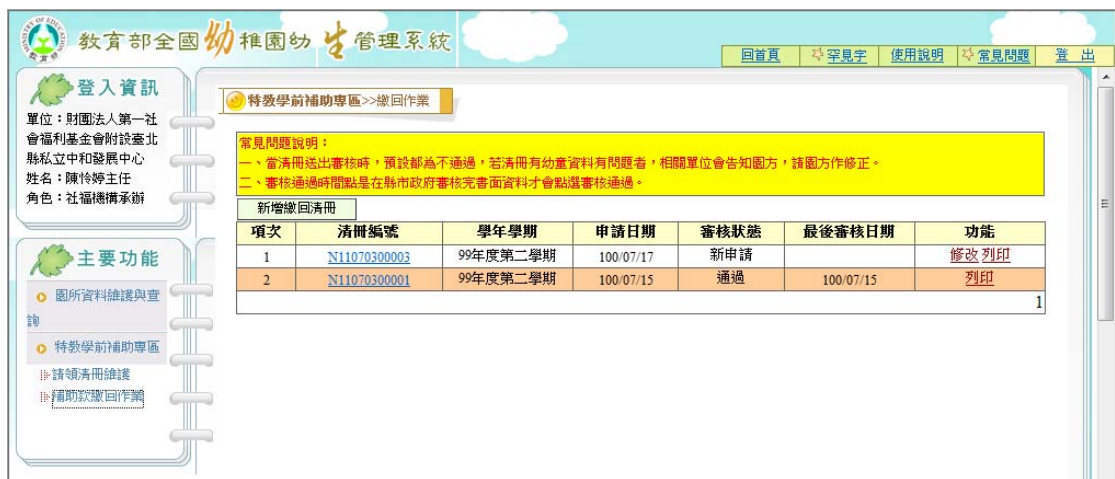 教育部全國幼稚園幼生管理系統
回首頁 罕見字 使用說明 常見問題 登 出
登入資訊
單位：財團法人第一社
會福利基金會附設臺北
縣私立中和發展中心
姓名：陳怜婷主任
角色：社福機構承辦
主要功能
園所資料維護與查
詢
特教學前補助專區
請領清冊維護
補助款繳回作業
特教學前補助專區>>繳回作業
常見問題說明：
一、當清冊送出審核時，預設都為不通過，若清冊有幼童資料有問題者，相關單位會告知園方，請園方作修正。
二、審核通過時間點是在縣市政府審核完書面資料才會點選審核通過。
新增繳回清冊
項次 清冊編號 學年學期 申請日期 審核狀態 最後審核日期 功能
1 N11070300003 99年度第二學期 100/07/17 新申請 修改 列印
2 N11070300001 99年度第二學期 100/07/15 通過 100/07/15 列印
1